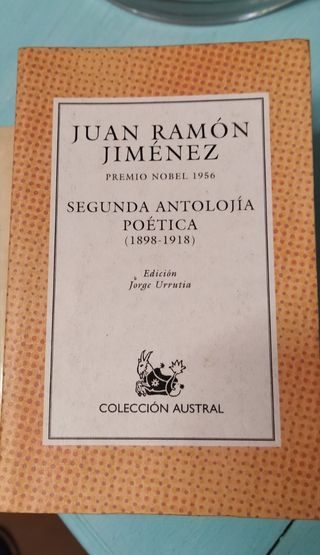 JUAN RAMÓN
JIMÉNEZ
PREMIO NOBEL 1956
SEGUNDA ANTOLOJÍA
POÉTICA
(1898-1918)
Edición
Jorge Urrutia
COLECCIÓN AUSTRAL